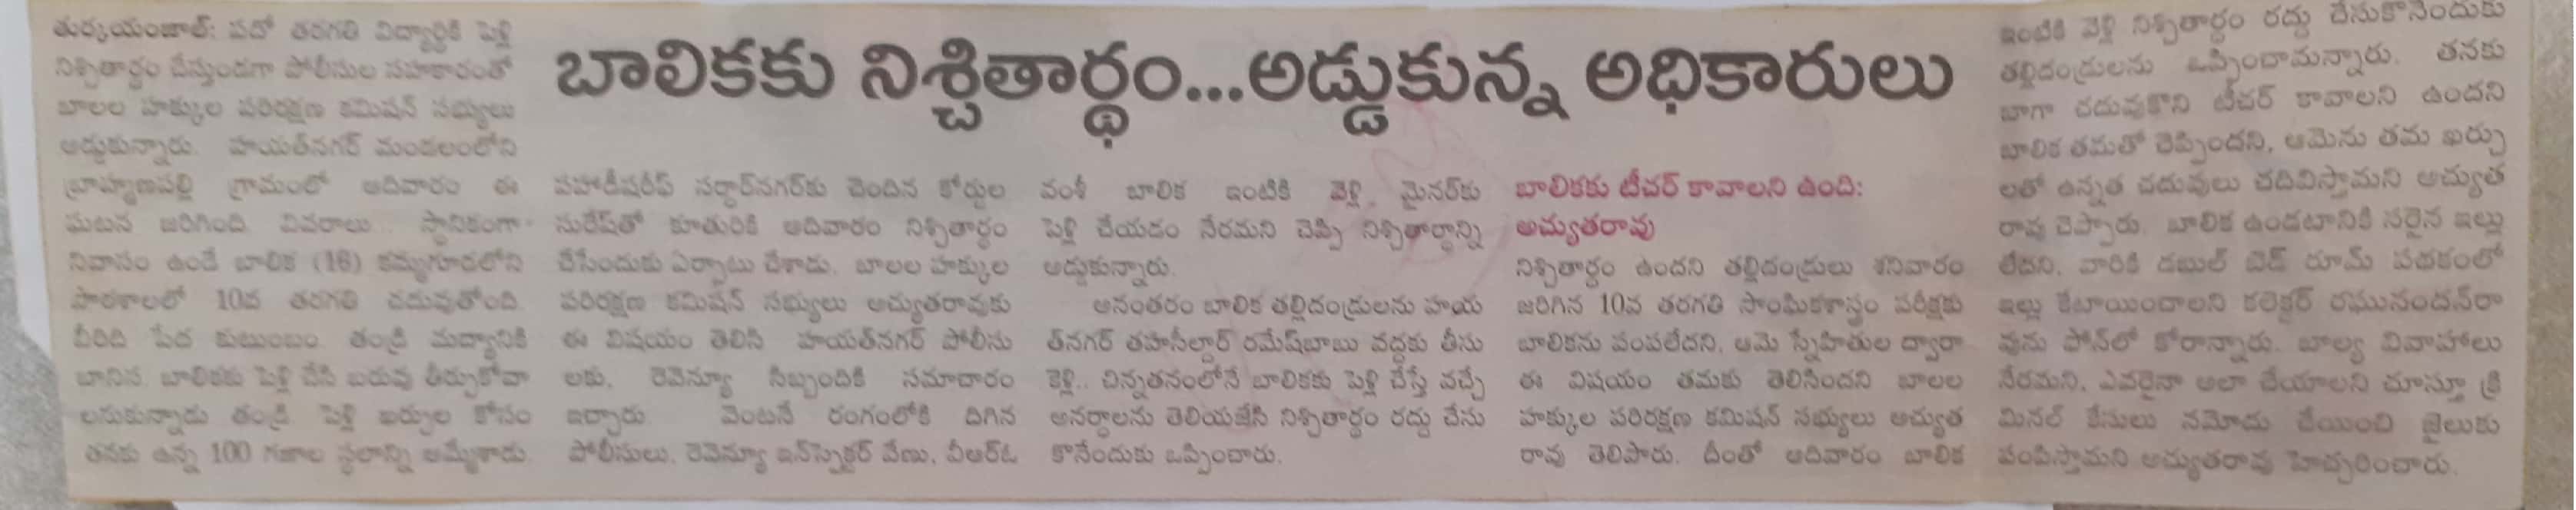 బాలికకు నిశ్చితార్థం...అడ్డుకున్న అధికారులు
తుర్కయంజాల్: పదో తరగతి విద్యార్థికి పెళ్లి
నిశ్చితార్థం చేస్తుండగా పోలీసుల సహకారంతో
బాలల హక్కుల పరిరక్షణ కమిషన్ సభ్యులు
అడ్డుకున్నారు. హయత్‌నగర్ మండలంలోని
బ్రాహ్మణపల్లి గ్రామంలో ఆదివారం ఈ
ఘటన జరిగింది. వివరాలు... స్థానికంగా
నివాసం ఉండే బాలిక (16) కమ్మగూడలోని
పాఠశాలలో 10వ తరగతి చదువుతోంది.
వీరిది పేద కుటుంబం. తండ్రి మద్యానికి
బానిస. బాలికకు పెళ్లి చేసి బరువు తీర్చుకోవా
లనుకున్నాడు తండ్రి. పెళ్లి ఖర్చుల కోసం
తనకు ఉన్న 100 గజాల స్థలాన్ని అమ్మేశాడు.
పహాడీషరీఫ్ సర్దార్‌నగర్‌కు చెందిన కోర్పుల
సురేష్‌తో కూతురికి ఆదివారం నిశ్చితార్థం
చేసేందుకు ఏర్పాటు చేశాడు. బాలల హక్కుల
పరిరక్షణ కమిషన్ సభ్యులు అచ్యుతరావుకు
ఈ విషయం తెలిసి హయత్‌నగర్ పోలీసు
లకు, రెవెన్యూ సిబ్బందికి సమాచారం
ఇచ్చారు. వెంటనే రంగంలోకి దిగిన
పోలీసులు, రెవెన్యూ ఇన్‌స్పెక్టర్ వేణు, వీఆర్‌ఓ
వంశీ బాలిక ఇంటికి వెళ్లి, మైనర్‌కు
పెళ్లి చేయడం నేరమని చెప్పి నిశ్చితార్థాన్ని
అడ్డుకున్నారు.
అనంతరం బాలిక తల్లిదండ్రులను హయ
త్‌నగర్ తహసీల్దార్ రమేష్‌బాబు వద్దకు తీసు
కెళ్లి.. చిన్నతనంలోనే బాలికకు పెళ్లి చేస్తే వచ్చే
అనర్థాలను తెలియజేసి నిశ్చితార్థం రద్దు చేసు
కొనేందుకు ఒప్పించారు.
బాలికకు టీచర్ కావాలని ఉంది:
అచ్యుతరావు
నిశ్చితార్థం ఉందని తల్లిదండ్రులు శనివారం
జరిగిన 10వ తరగతి సాంఘికశాస్త్రం పరీక్షకు
బాలికను పంపలేదని, ఆమె స్నేహితుల ద్వారా
ఈ విషయం తమకు తెలిసిందని బాలల
హక్కుల పరిరక్షణ కమిషన్ సభ్యులు అచ్యుత
రావు తెలిపారు. దీంతో ఆదివారం బాలిక
ఇంటికి వెళ్లి నిశ్చితార్థం రద్దు చేసుకొనేందుకు
తల్లిదండ్రులను ఒప్పించామన్నారు. తనకు
బాగా చదువుకొని టీచర్ కావాలని ఉందని
బాలిక తమతో చెప్పిందని, ఆమెను తమ ఖర్చు
లతో ఉన్నత చదువులు చదివిస్తామని అచ్యుత
రావు చెప్పారు. బాలిక ఉండటానికి సరైన ఇల్లు
లేదని, వారికి డబుల్ బెడ్ రూమ్ పథకంలో
ఇల్లు కేటాయించాలని కలెక్టర్ రఘునందన్‌రా
వును ఫోన్‌లో కోరానన్నారు. బాల్య వివాహాలు
నేరమని, ఎవరైనా అలా చేయాలని చూస్తూ క్రి
మినల్ కేసులు నమోదు చేయించి జైలుకు
పంపిస్తామని అచ్యుతరావు హెచ్చరించారు.